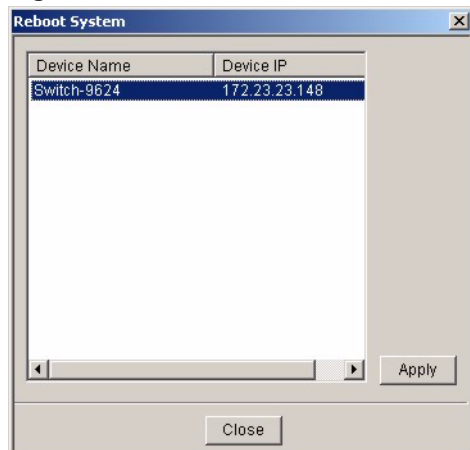 Reboot System
Device Name Device IP
Switch-9624 172.23.23.148
Apply
Close